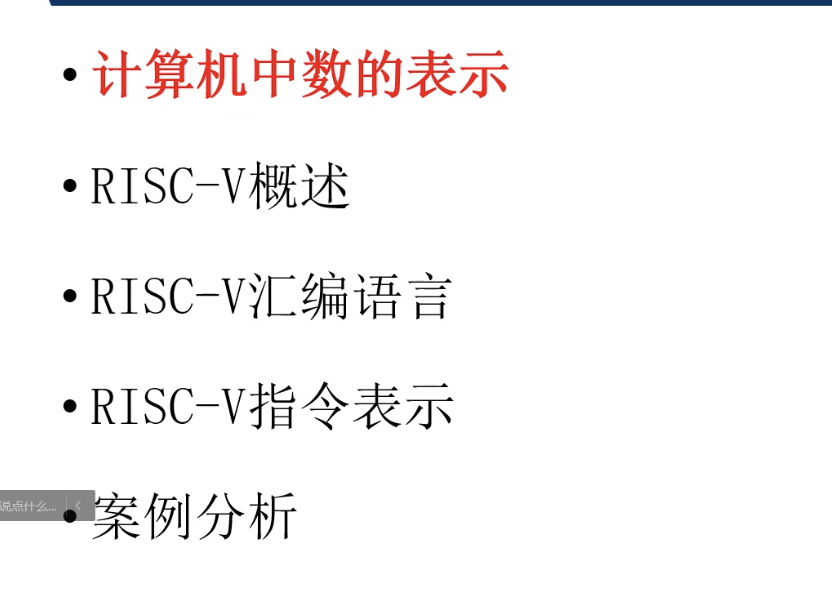 • 计算机中数的表示
• RISC-V概述
• RISC-V汇编语言
• RISC-V指令表示
说点什么...
• 案例分析